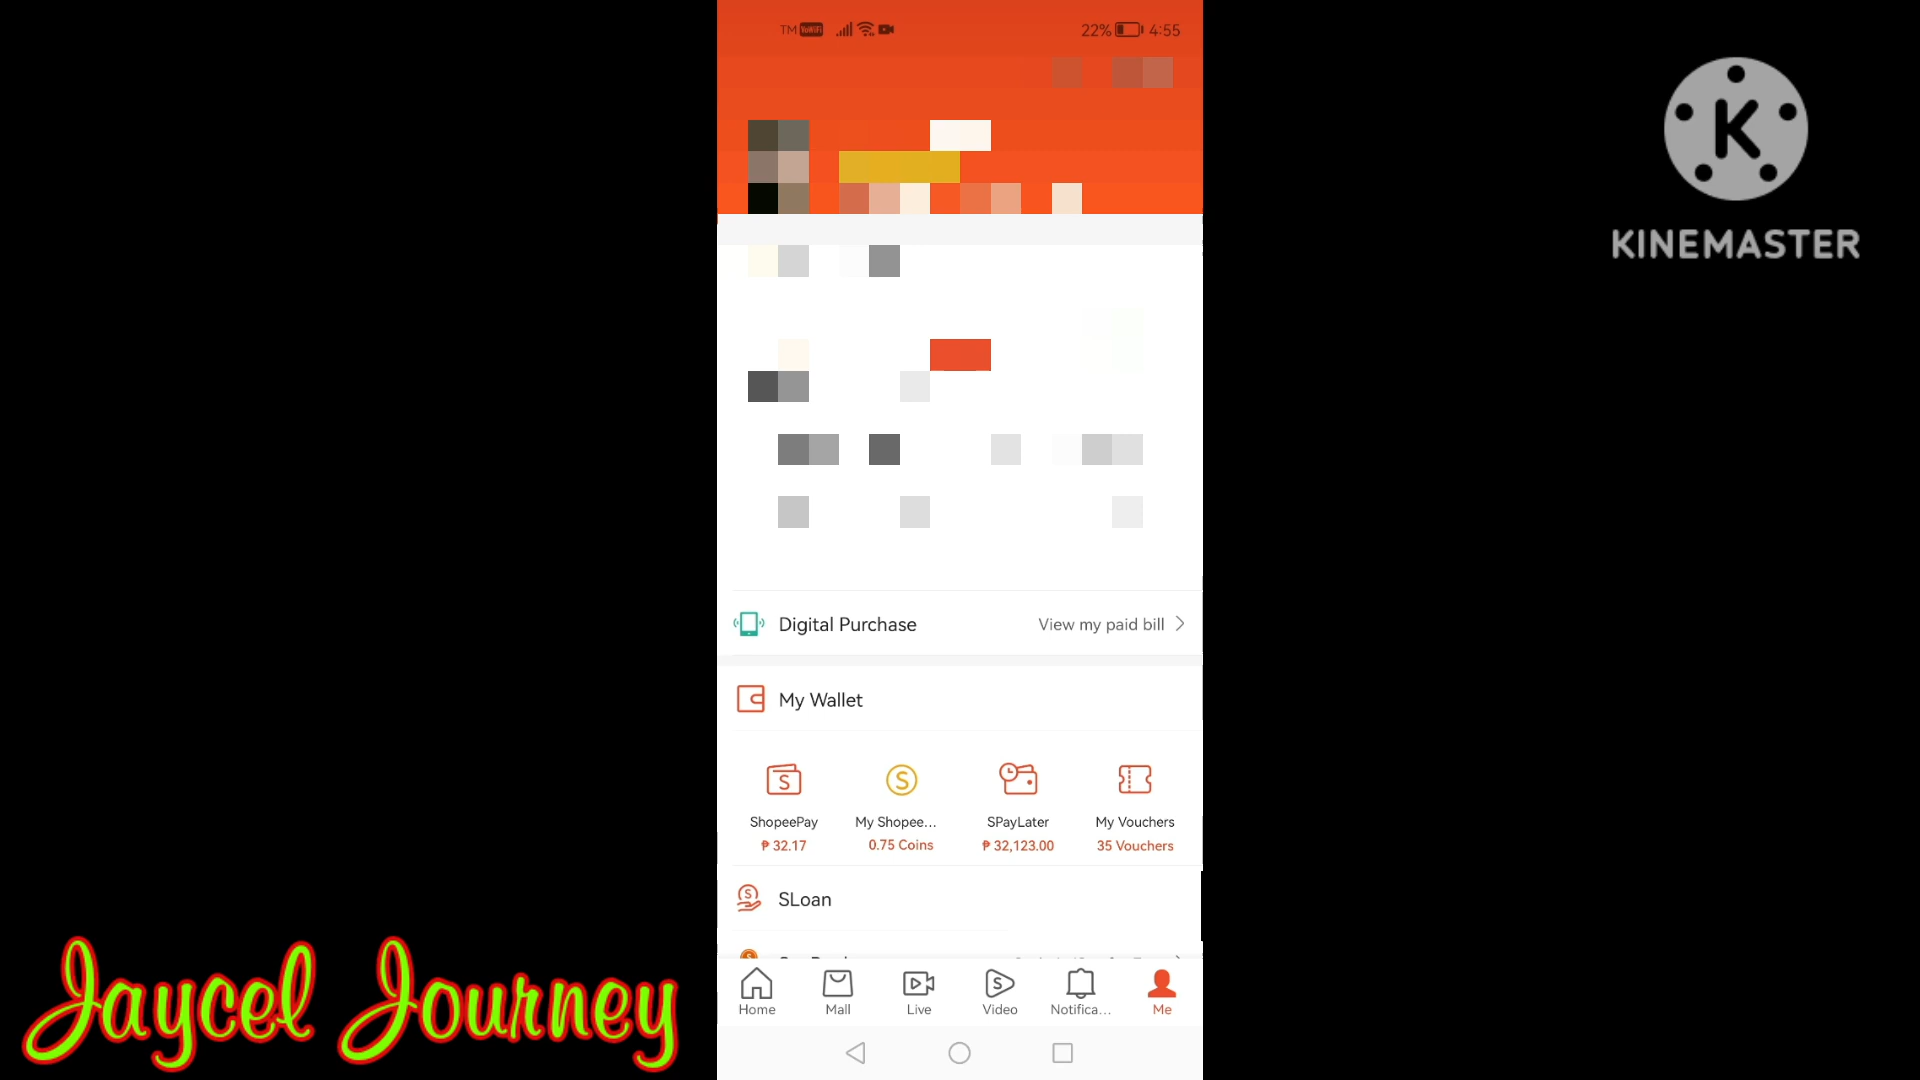 TM VoWiFi
22% 4:55
K
KINEMASTER
Digital Purchase
View my paid bill
My Wallet
ShopeePay
My Shopee...
SPayLater
My Vouchers
₱ 32.17
0.75 Coins
₱ 32,123.00
35 Vouchers
SLoan
Home
Mall
Live
Video
Notifica...
Me
Jaycel Journey